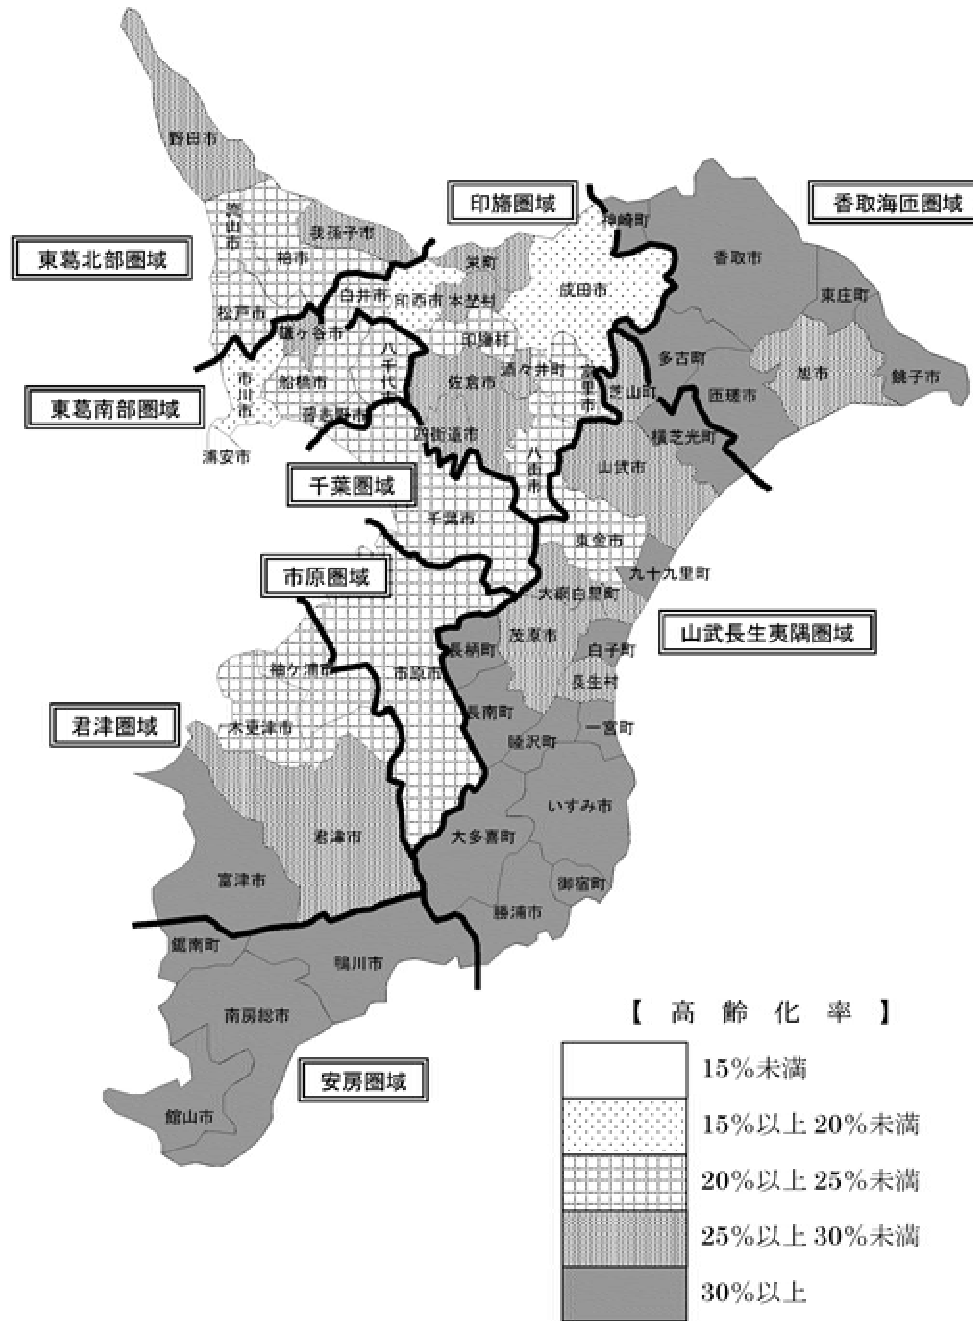 野田市
流山市
我孫子市
柏市
松戸市
東葛北部圏域
印旛圏域
香取海匝圏域
神崎町
香取市
東庄町
銚子市
旭市
匝瑳市
多古町
栄町
成田市
白井市
印西市
本埜村
印旛村
鎌ケ谷市
八千代市
船橋市
市川市
習志野市
浦安市
東葛南部圏域
佐倉市
酒々井町
富里市
芝山町
横芝光町
四街道市
八街市
山武市
千葉圏域
千葉市
東金市
九十九里町
市原圏域
大網白里町
山武長生夷隅圏域
茂原市
白子町
長柄町
長生村
市原市
袖ケ浦市
長南町
一宮町
木更津市
睦沢町
君津圏域
いすみ市
君津市
大多喜町
富津市
御宿町
勝浦市
鋸南町
鴨川市
南房総市
安房圏域
館山市
【高齢化率】
15%未満
15%以上20%未満
20%以上25%未満
25%以上30%未満
30%以上